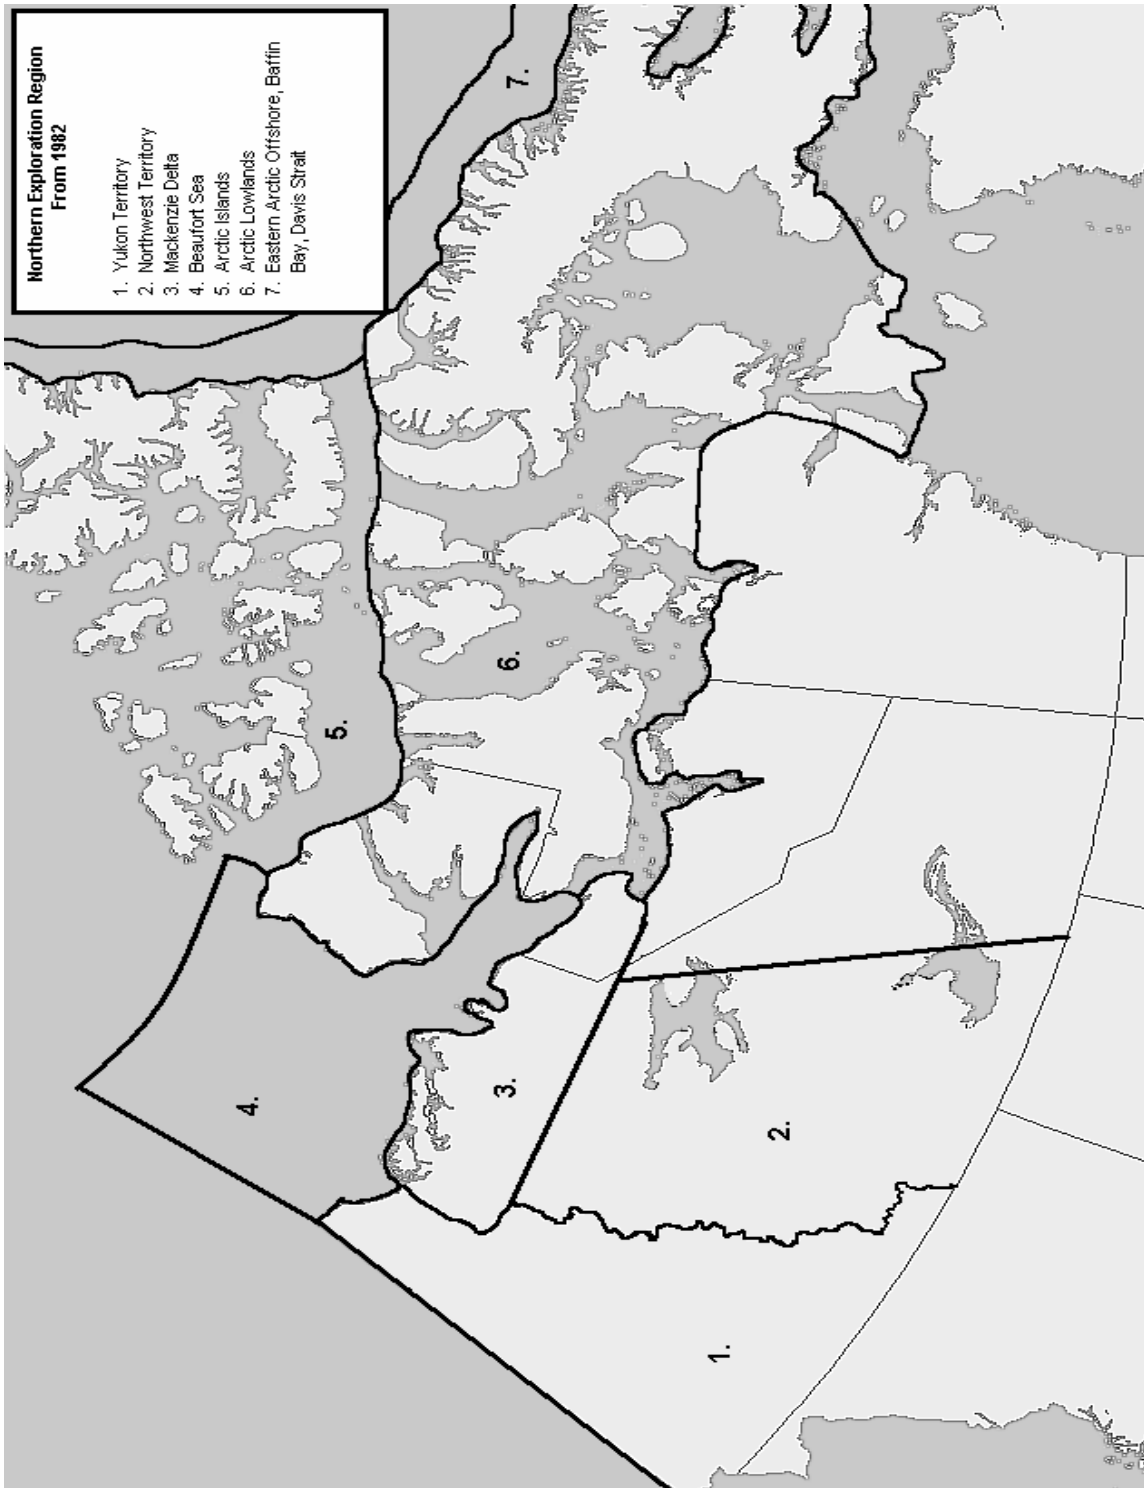 Northern Exploration Region
From 1982
1. Yukon Territory
2. Northwest Territory
3. Mackenzie Delta
4. Beaufort Sea
5. Arctic Islands
6. Arctic Lowlands
7. Eastern Arctic Offshore, Baffin
Bay, Davis Strait
7.
6.
5.
4.
3.
2.
1.